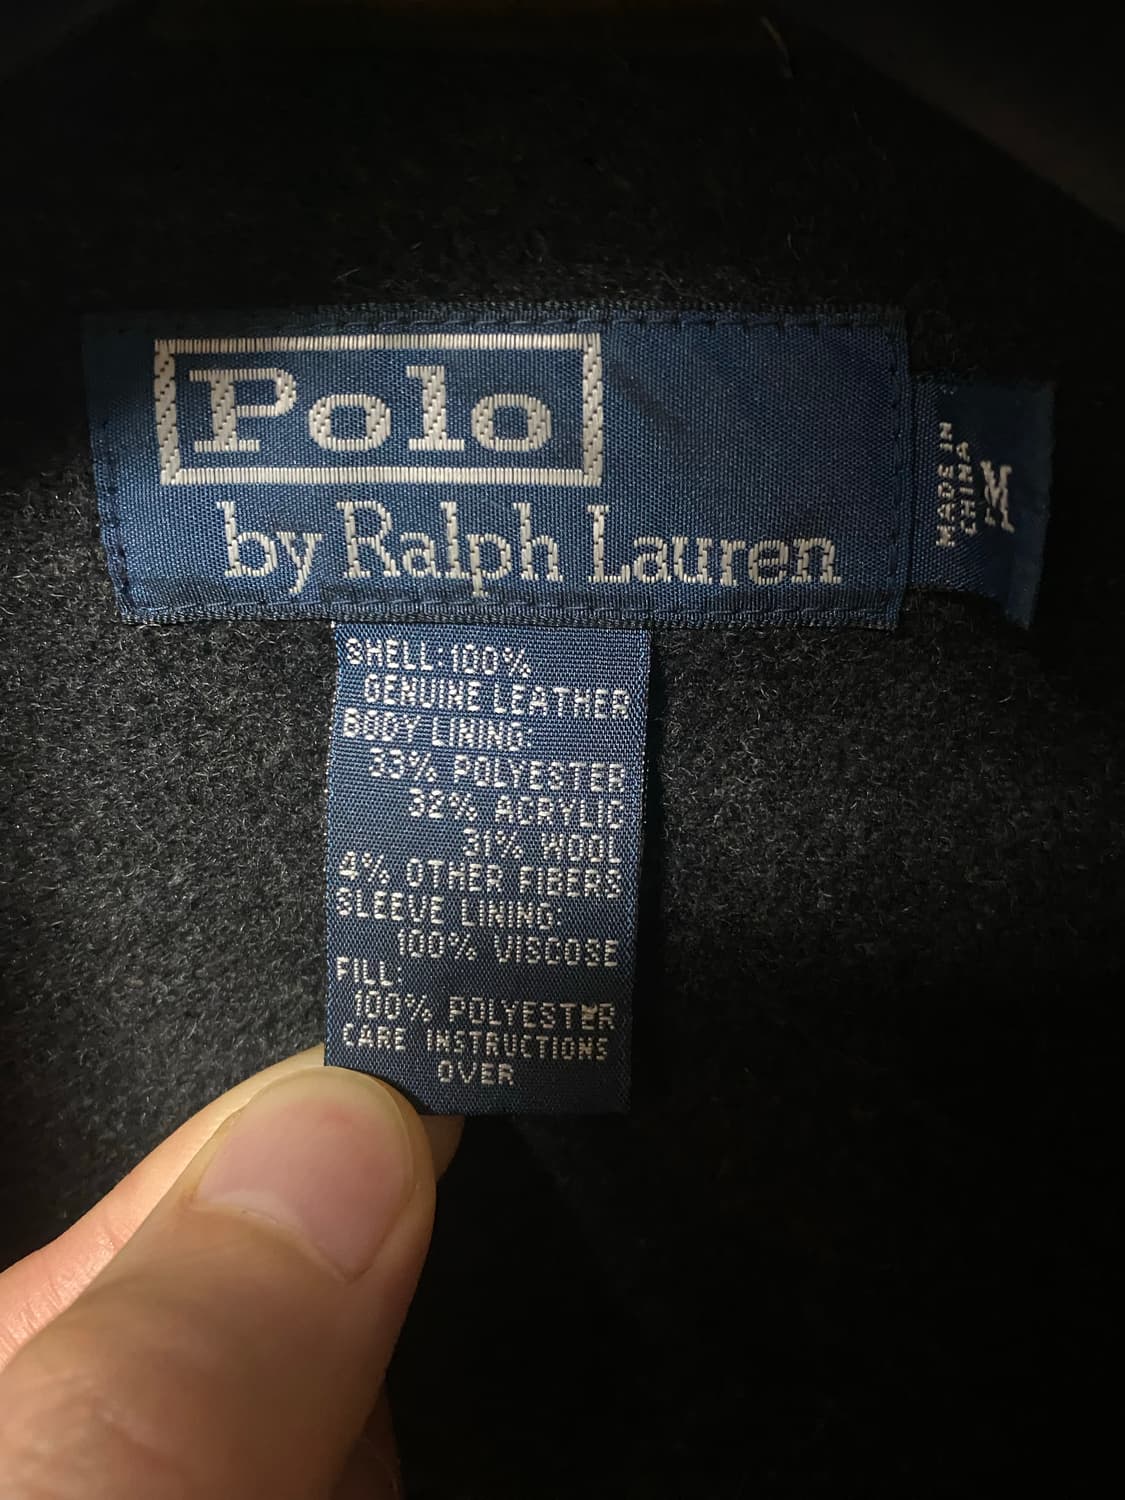 Polo
by Ralph Lauren
MADE IN
CHINA
M
SHELL:100%
GENUINE LEATHER
BODY LINING:
33% POLYESTER
32% ACRYLIC
31% WOOL
4% OTHER FIBERS
SLEEVE LINING:
100% VISCOSE
FILL:
100% POLYESTER
CARE INSTRUCTIONS
OVER